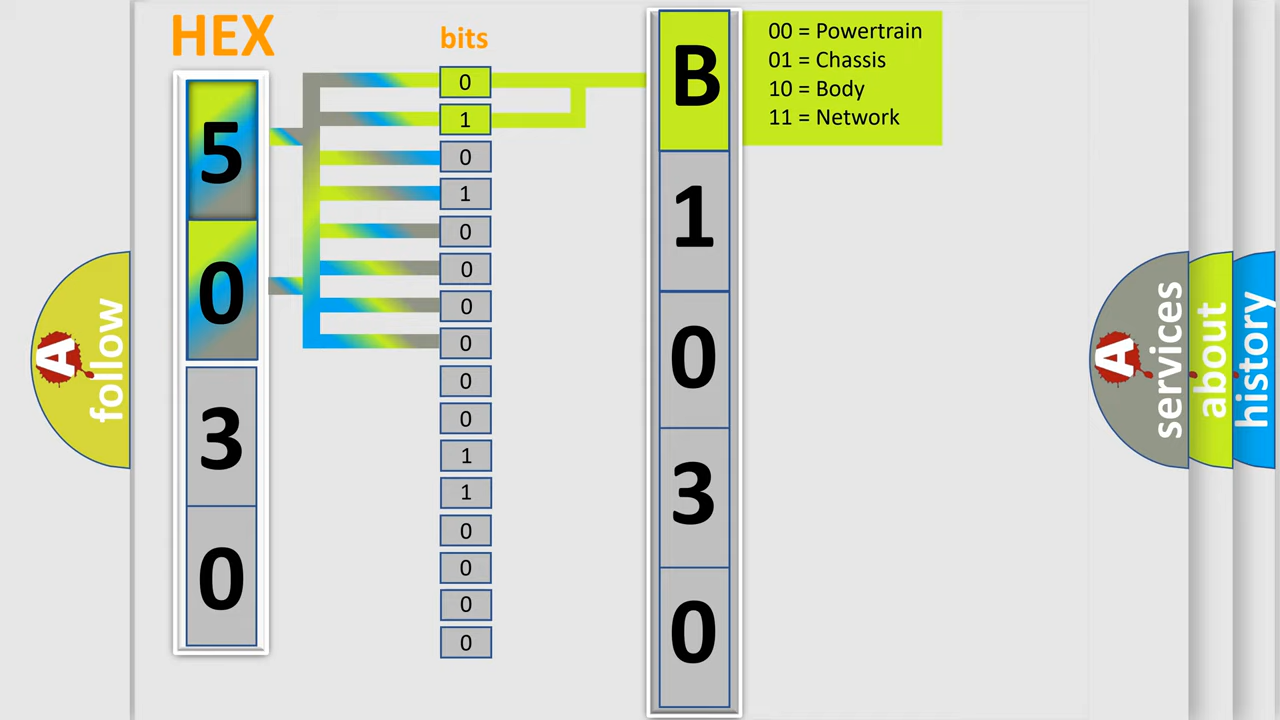 HEX
bits
5
0
3
0
0
1
0
1
0
0
0
0
0
0
1
1
0
0
0
0
B
1
0
3
0
00 = Powertrain
01 = Chassis
10 = Body
11 = Network
A
follow
A
services
about
history